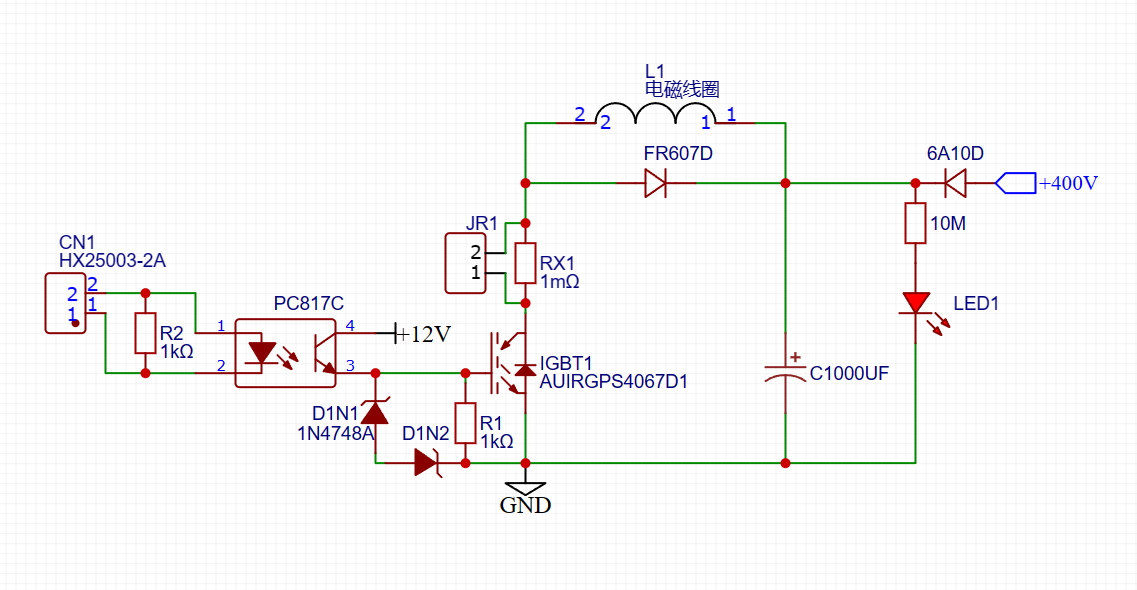 L1
电磁线圈
2 2 1 1
FR607D
6A10D
+400V
JR1
2
1
10M
CN1
HX25003-2A
2 2
1 1
RX1
1mΩ
LED1
PC817C
1 4
+12V
R2
1kΩ
2 3
IGBT1
AUIRGPS4067D1
+
C1000UF
D1N1
1N4748A
D1N2
R1
1kΩ
GND